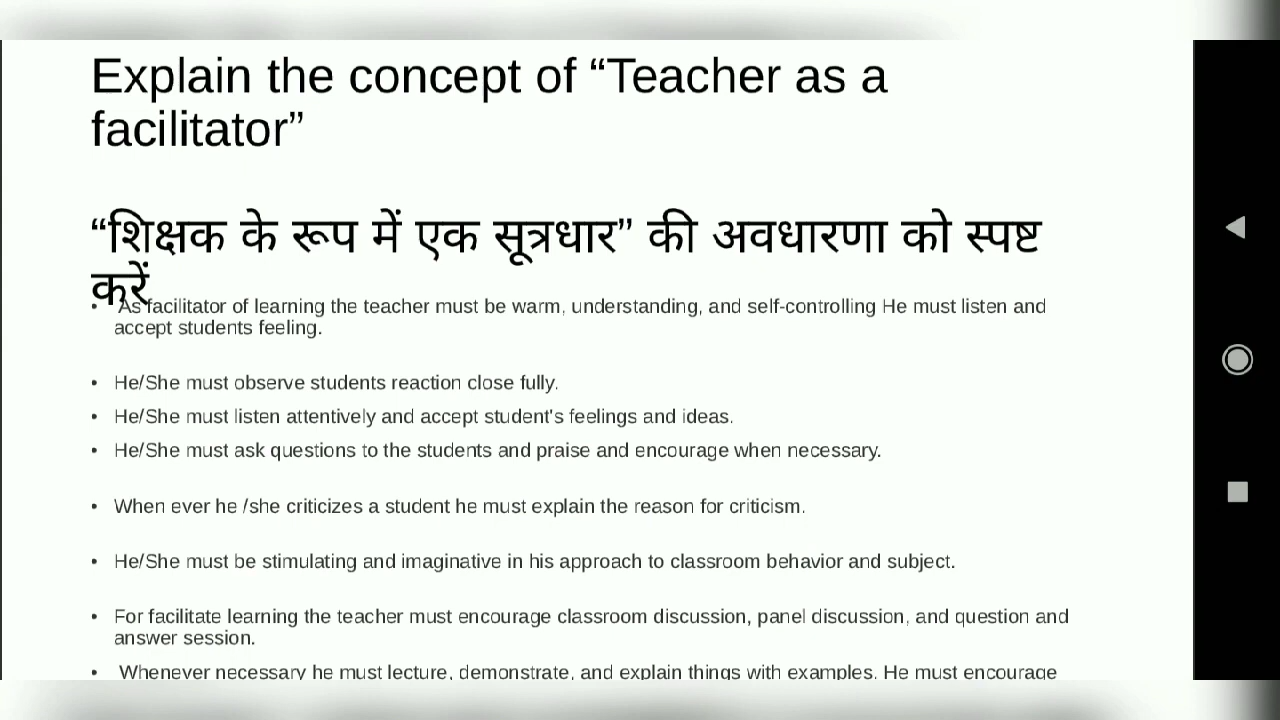 Explain the concept of “Teacher as a
facilitator”
“शिक्षक के रूप में एक सूत्रधार” की अवधारणा को स्पष्ट
करें
• As facilitator of learning the teacher must be warm, understanding, and self-controlling He must listen and
accept students feeling.
• He/She must observe students reaction close fully.
• He/She must listen attentively and accept student's feelings and ideas.
• He/She must ask questions to the students and praise and encourage when necessary.
• When ever he /she criticizes a student he must explain the reason for criticism.
• He/She must be stimulating and imaginative in his approach to classroom behavior and subject.
• For facilitate learning the teacher must encourage classroom discussion, panel discussion, and question and
answer session.
• Whenever necessary he must lecture, demonstrate, and explain things with examples. He must encourage